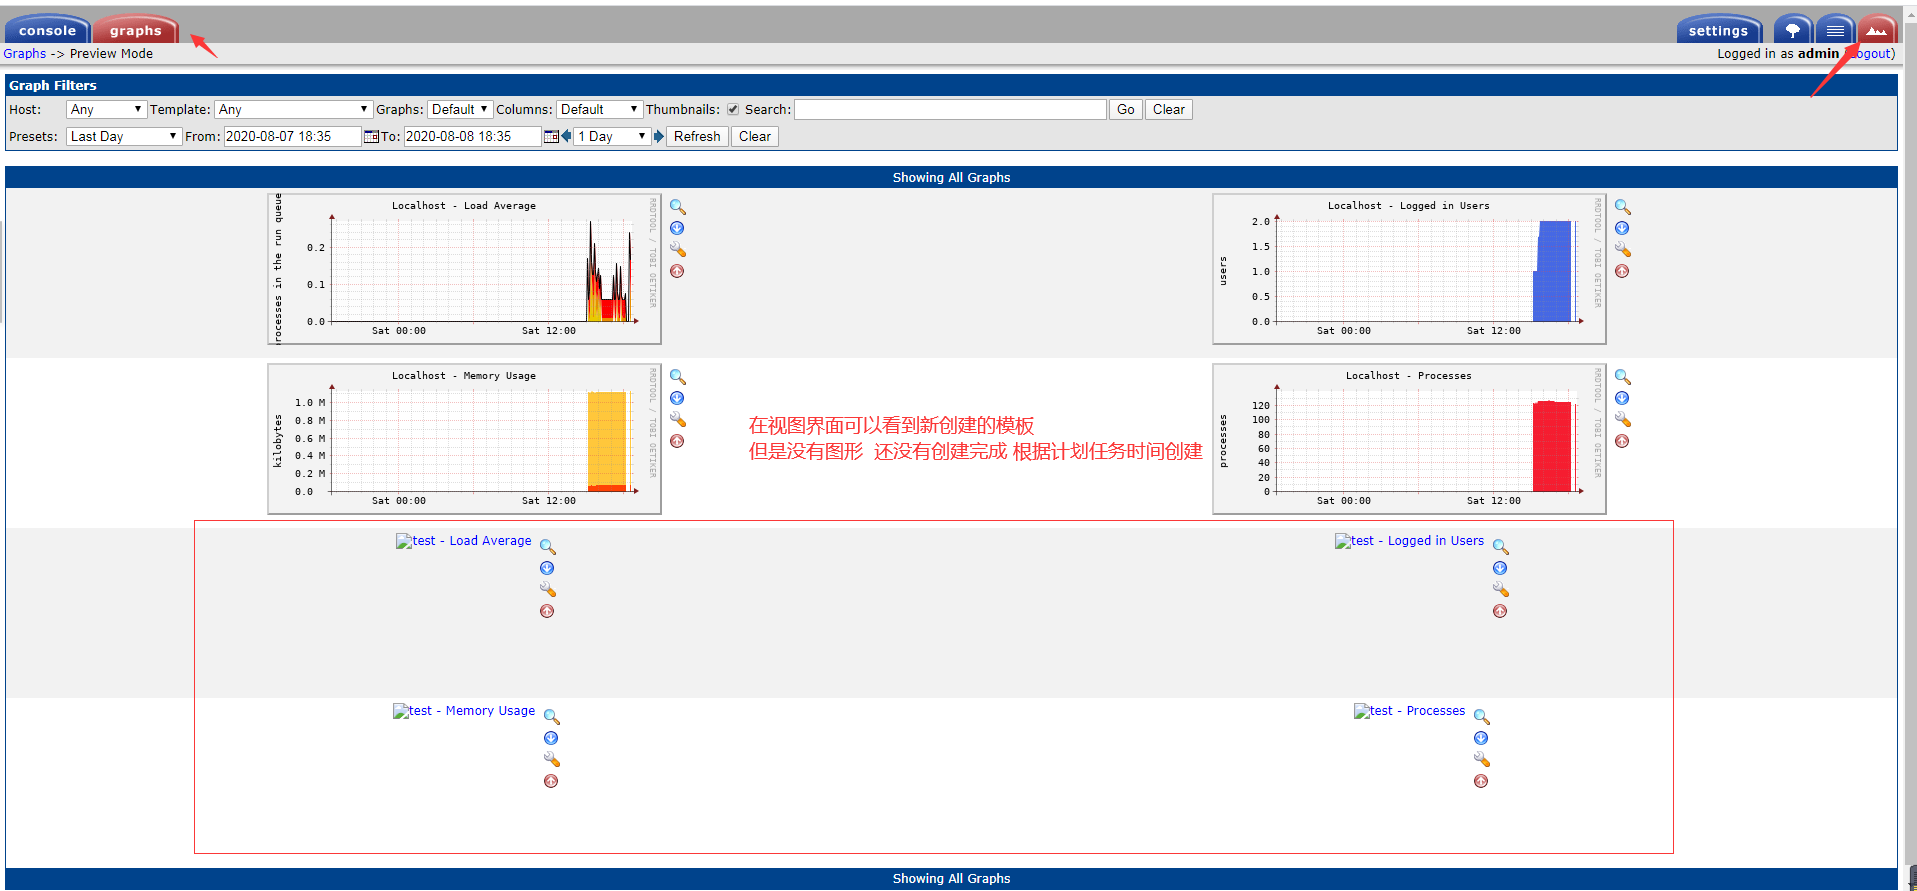 console graphs settings
Graphs -> Preview Mode Logged in as admin (Logout)
Graph Filters
Host: Any Template: Any Graphs: Default Columns: Default Thumbnails: Search: Go Clear
Presets: Last Day From: 2020-08-07 18:35 To: 2020-08-08 18:35 1 Day Refresh Clear
Showing All Graphs
Localhost - Load Average
processes in the run queue
0.2
0.1
0.0
Sat 00:00 Sat 12:00
RRDTOOL / TOBI OETIKER
Localhost - Logged in Users
users
2.0
1.5
1.0
0.5
0.0
Sat 00:00 Sat 12:00
RRDTOOL / TOBI OETIKER
Localhost - Memory Usage
kilobytes
1.0 M
0.8 M
0.6 M
0.4 M
0.2 M
0.0
Sat 00:00 Sat 12:00
RRDTOOL / TOBI OETIKER
在视图界面可以看到新创建的模板
但是没有图形 还没有创建完成 根据计划任务时间创建
Localhost - Processes
processes
120
100
80
60
40
20
0
Sat 00:00 Sat 12:00
RRDTOOL / TOBI OETIKER
test - Load Average
test - Logged in Users
test - Memory Usage
test - Processes
Showing All Graphs